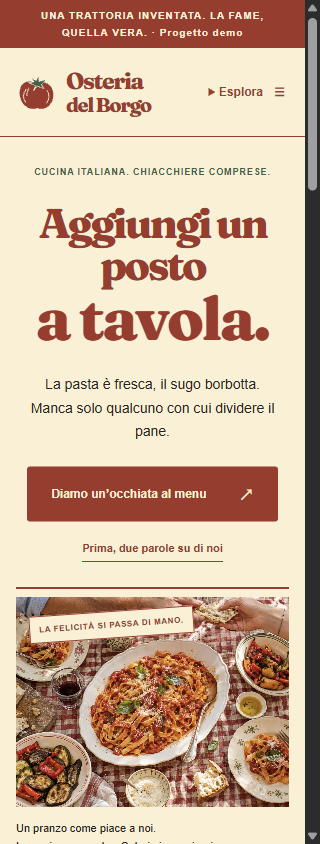 UNA TRATTORIA INVENTATA. LA FAME,
QUELLA VERA. · Progetto demo
Osteria
del Borgo
Esplora
CUCINA ITALIANA. CHIACCHIERE COMPRESE.
Aggiungi un
posto
a tavola.
La pasta è fresca, il sugo borbotta.
Manca solo qualcuno con cui dividere il
pane.
Diamo un'occhiata al menu ↗
Prima, due parole su di noi
LA FELICITÀ SI PASSA DI MANO.
Un pranzo come piace a noi.